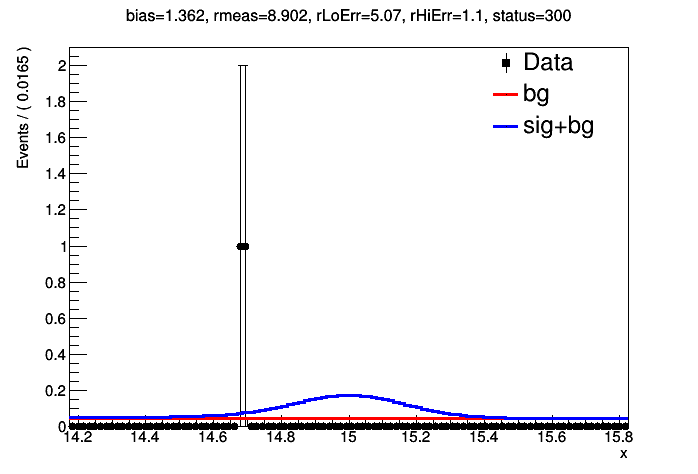 bias=1.362, rmeas=8.902, rLoErr=5.07, rHiErr=1.1, status=300
Events / ( 0.0165 )
2
1.8
1.6
1.4
1.2
1
0.8
0.6
0.4
0.2
0
Data
bg
sig+bg
14.2 14.4 14.6 14.8 15 15.2 15.4 15.6 15.8
x